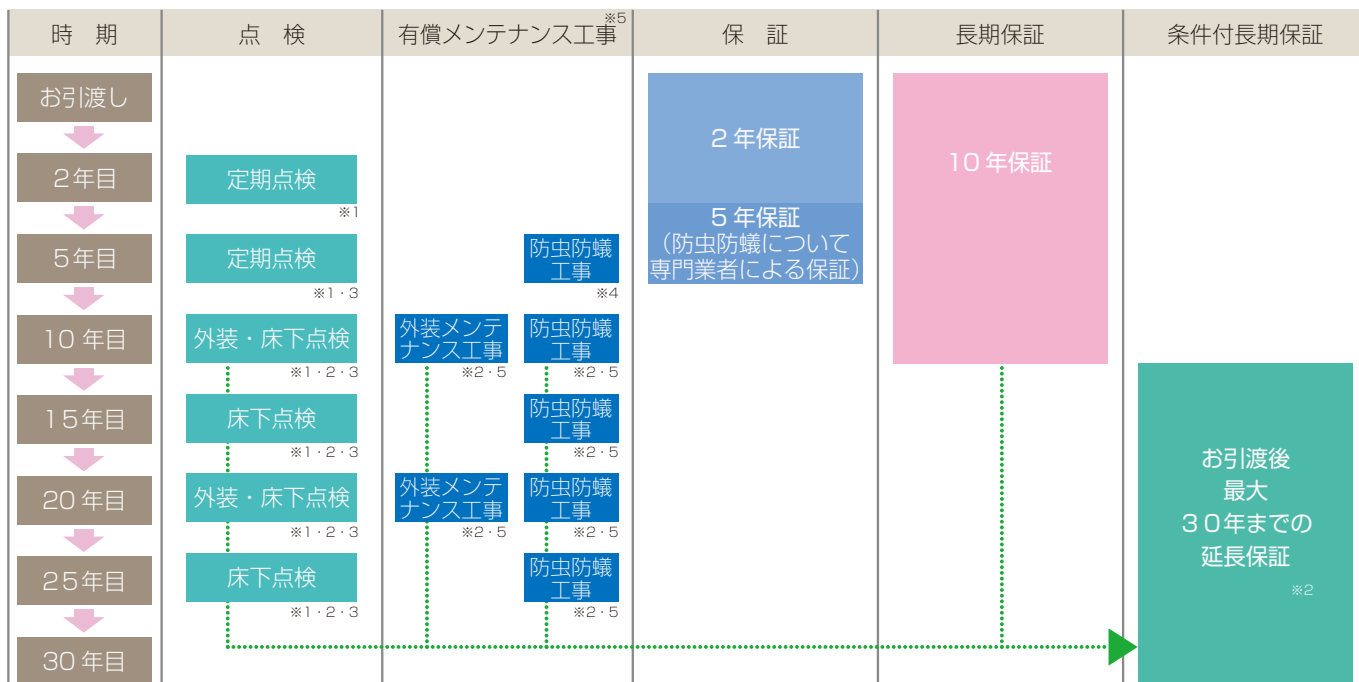 時 期
点 検
有償メンテナンス工事※5
保 証
長期保証
条件付長期保証
お引渡し
2年保証
10年保証
2年目
定期点検
※1
5年保証
(防虫防蟻について
専門業者による保証)
5年目
定期点検
※1・3
防虫防蟻
工事
※4
10年目
外装・床下点検
※1・2・3
外装メンテ
ナンス工事
※2・5
防虫防蟻
工事
※2・5
15年目
床下点検
※1・2・3
防虫防蟻
工事
※2・5
20年目
外装・床下点検
※1・2・3
外装メンテ
ナンス工事
※2・5
防虫防蟻
工事
※2・5
25年目
床下点検
※1・2・3
防虫防蟻
工事
※2・5
お引渡後
最大
30年までの
延長保証
※2
30年目